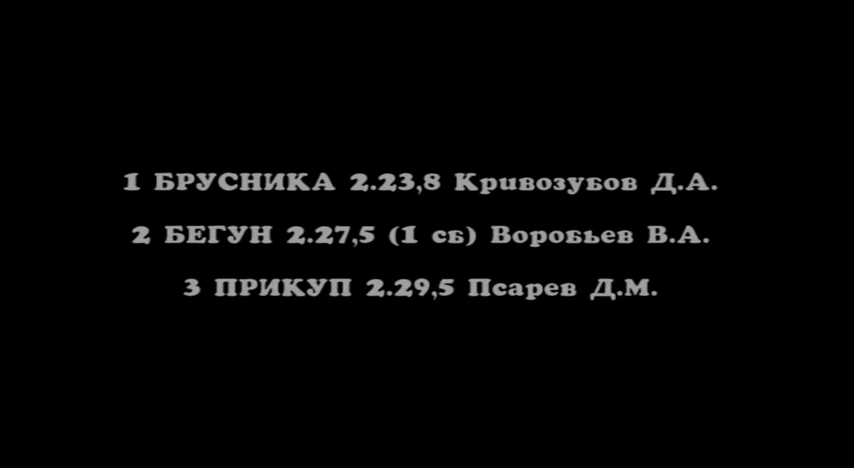 1 БРУСНИКА 2.23,8 Кривозубов Д.А.
2 БЕГУН 2.27,5 (1 сб) Воробьев В.А.
3 ПРИКУП 2.29,5 Псарев Д.М.